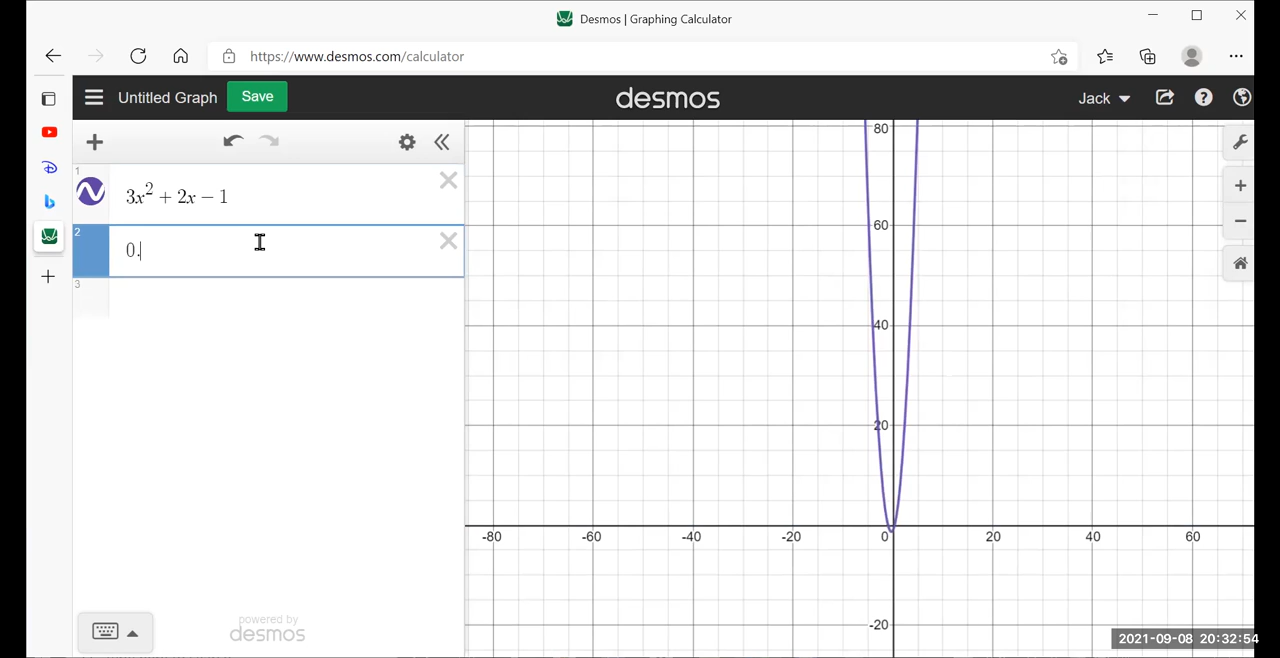 Desmos | Graphing Calculator
https://www.desmos.com/calculator
Untitled Graph
Save
desmos
Jack
1
3x² + 2x − 1
2
0.
3
80
60
40
20
-80
-60
-40
-20
0
20
40
60
-20
powered by
desmos
2021-09-08 20:32:54